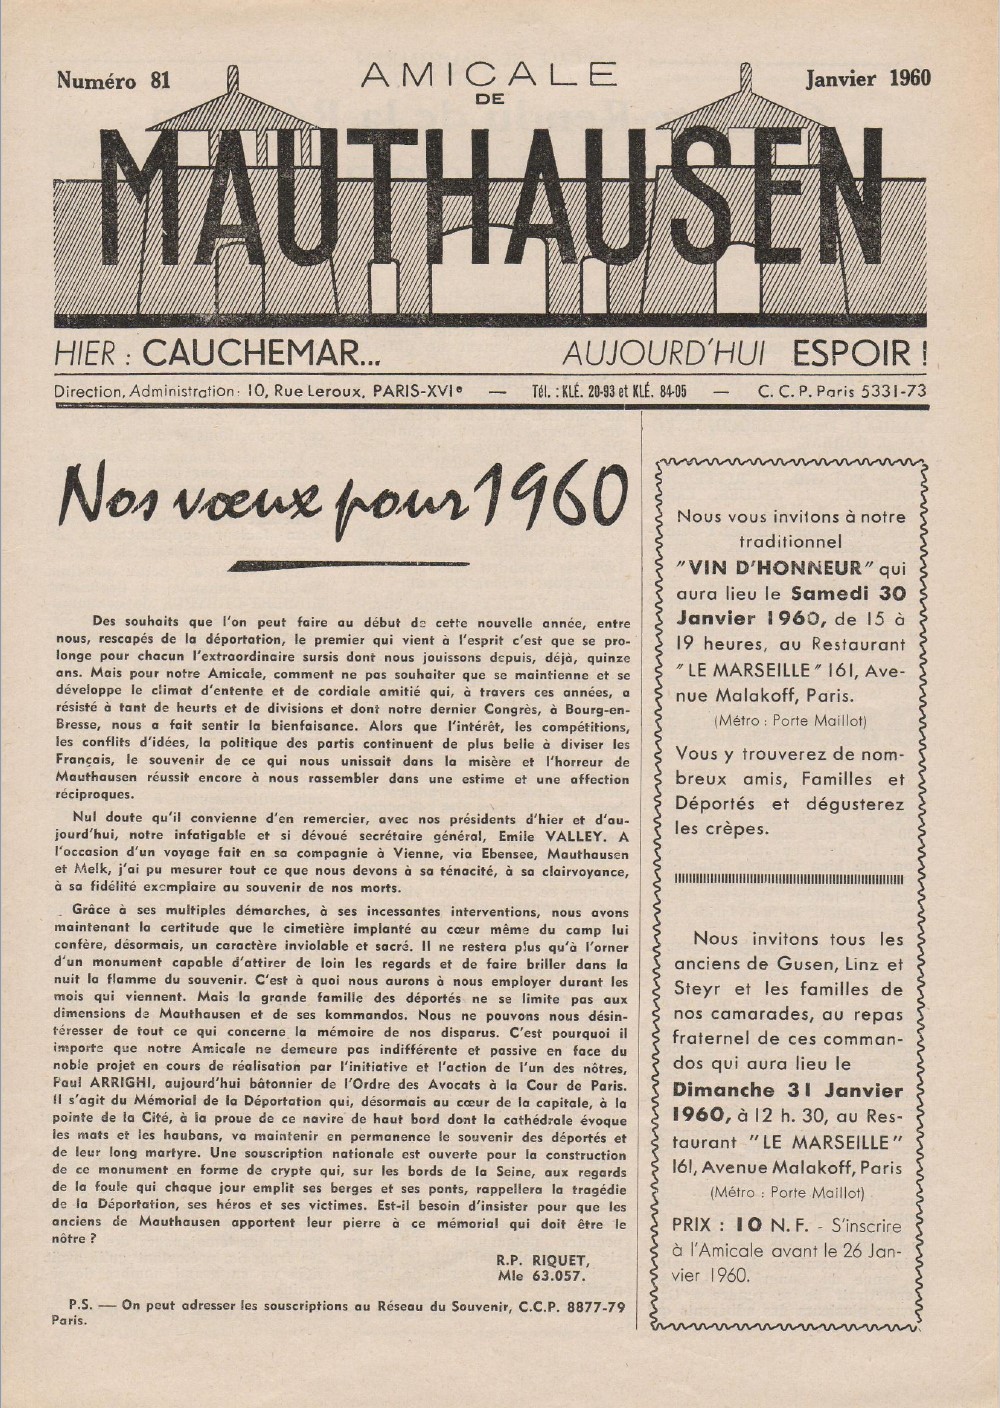 Numéro 81
AMICALE
DE
Janvier 1960
MAUTHAUSEN
HIER : CAUCHEMAR... AUJOURD'HUI ESPOIR !
Direction, Administration : 10, Rue Leroux, PARIS-XVIe — Tél. : KLÉ. 20-93 et KLÉ. 84-05 — C. C. P. Paris 5331-73
Nos vœux pour 1960
Des souhaits que l'on peut faire au début de cette nouvelle année, entre
nous, rescapés de la déportation, le premier qui vient à l'esprit c'est que se pro-
longe pour chacun l'extraordinaire sursis dont nous jouissons depuis, déjà, quinze
ans. Mais pour notre Amicale, comment ne pas souhaiter que se maintienne et se
développe le climat d'entente et de cordiale amitié qui, à travers ces années, a
résisté à tant de heurts et de divisions et dont notre dernier Congrès, à Bourg-en-
Bresse, nous a fait sentir la bienfaisance. Alors que l'intérêt, les compétitions,
les conflits d'idées, la politique des partis continuent de plus belle à diviser les
Français, le souvenir de ce qui nous unissait dans la misère et l'horreur de
Mauthausen réussit encore à nous rassembler dans une estime et une affection
réciproques.
Nul doute qu'il convienne d'en remercier, avec nos présidents d'hier et d'au-
jourd'hui, notre infatigable et si dévoué secrétaire général, Emile VALLEY. A
l'occasion d'un voyage fait en sa compagnie à Vienne, via Ebensee, Mauthausen
et Melk, j'ai pu mesurer tout ce que nous devons à sa ténacité, à sa clairvoyance,
à sa fidélité exemplaire au souvenir de nos morts.
Grâce à ses multiples démarches, à ses incessantes interventions, nous avons
maintenant la certitude que le cimetière implanté au cœur même du camp lui
confère, désormais, un caractère inviolable et sacré. Il ne restera plus qu'à l'orner
d'un monument capable d'attirer de loin les regards et de faire briller dans la
nuit la flamme du souvenir. C'est à quoi nous aurons à nous employer durant les
mois qui viennent. Mais la grande famille des déportés ne se limite pas aux
dimensions de Mauthausen et de ses kommandos. Nous ne pouvons nous désin-
téresser de tout ce qui concerne la mémoire de nos disparus. C'est pourquoi il
importe que notre Amicale ne demeure pas indifférente et passive en face du
noble projet en cours de réalisation par l'initiative et l'action de l'un des nôtres,
Paul ARRIGHI, aujourd'hui bâtonnier de l'Ordre des Avocats à la Cour de Paris.
Il s'agit du Mémorial de la Déportation qui, désormais au cœur de la capitale, à la
pointe de la Cité, à la proue de ce navire de haut bord dont la cathédrale évoque
les mats et les haubans, va maintenir en permanence le souvenir des déportés et
de leur long martyre. Une souscription nationale est ouverte pour la construction
de ce monument en forme de crypte qui, sur les bords de la Seine, aux regards
de la foule qui chaque jour emplit ses berges et ses ponts, rappellera la tragédie
de la Déportation, ses héros et ses victimes. Est-il besoin d'insister pour que les
anciens de Mauthausen apportent leur pierre à ce mémorial qui doit être le
nôtre ?
R.P. RIQUET,
Mle 63.057.
P.S. — On peut adresser les souscriptions au Réseau du Souvenir, C.C.P. 8877-79
Paris.
Nous vous invitons à notre
traditionnel
"VIN D'HONNEUR" qui
aura lieu le Samedi 30
Janvier 1960, de 15 à
19 heures, au Restaurant
"LE MARSEILLE" 161, Ave-
nue Malakoff, Paris.
(Métro : Porte Maillot)
Vous y trouverez de nom-
breux amis, Familles et
Déportés et dégusterez
les crèpes.
Nous invitons tous les
anciens de Gusen, Linz et
Steyr et les familles de
nos camarades, au repas
fraternel de ces comman-
dos qui aura lieu le
Dimanche 31 Janvier
1960, à 12 h. 30, au Res-
taurant "LE MARSEILLE"
161, Avenue Malakoff, Paris
(Métro : Porte Maillot)
PRIX : 10 N. F. - S'inscrire
à l'Amicale avant le 26 Jan-
vier 1960.